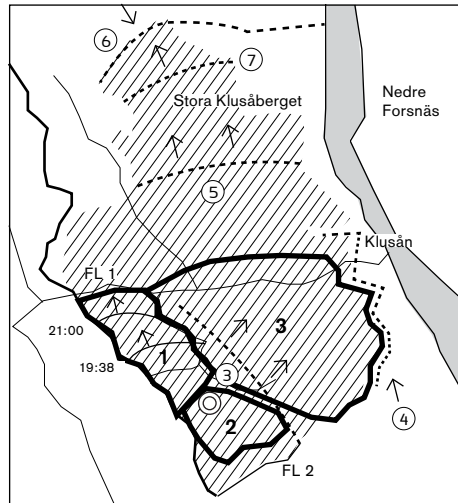 6
7
Stora Klusåberget
Nedre
Forsnäs
5
Klusån
FL 1
21:00
3
1
19:38
3
4
2
FL 2